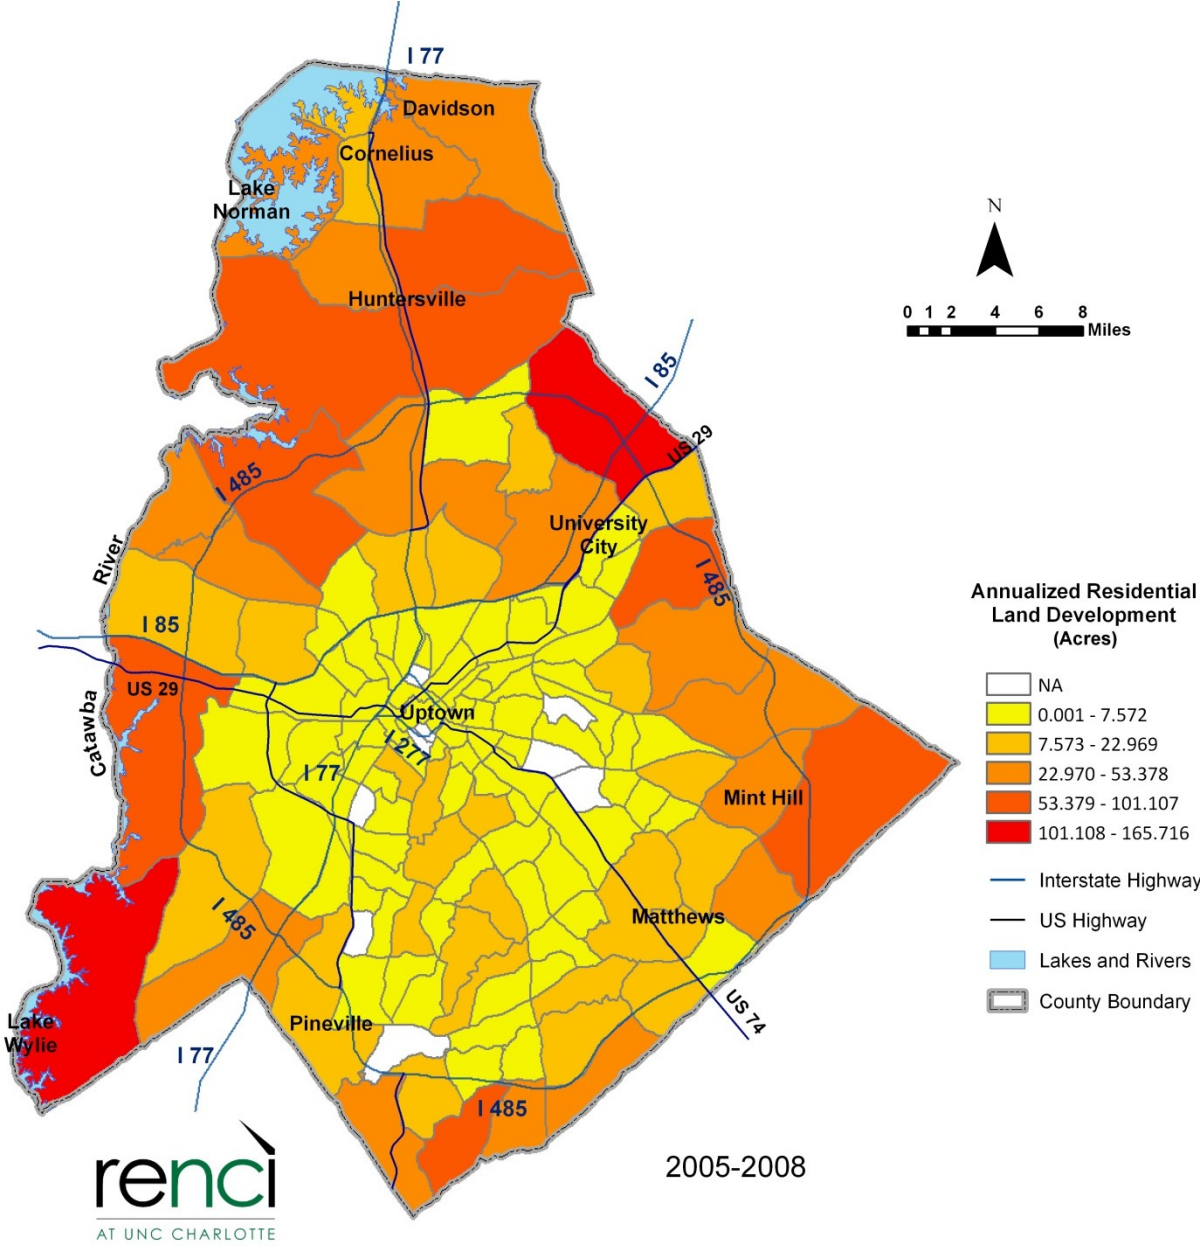 I 77
Davidson
Cornelius
Lake
Norman
Huntersville
N
0 1 2 4 6 8
Miles
I 85
US 29
I 485
University
City
River
I 485
I 85
US 29
Catawba
Uptown
I 277
I 77
Mint Hill
Matthews
I 485
Pineville
US 74
Lake
Wylie
I 77
I 485
Annualized Residential
Land Development
(Acres)
NA
0.001 - 7.572
7.573 - 22.969
22.970 - 53.378
53.379 - 101.107
101.108 - 165.716
Interstate Highway
US Highway
Lakes and Rivers
County Boundary
renci
AT UNC CHARLOTTE
2005-2008